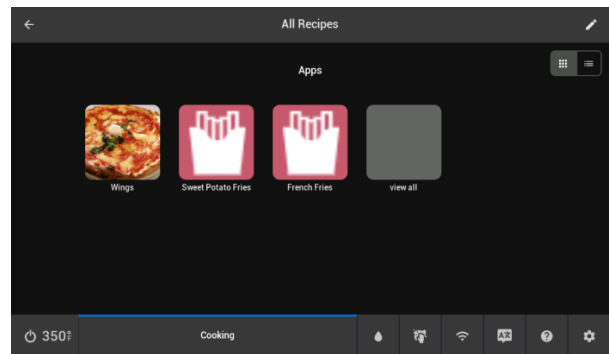 All Recipes
Apps
Wings
Sweet Potato Fries
French Fries
view all
350°F
Cooking